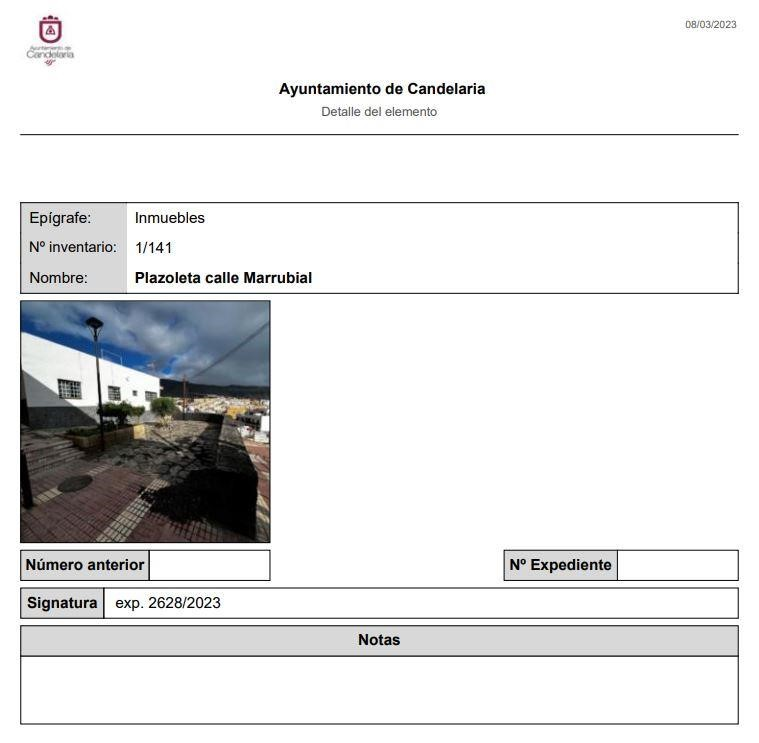 Ayuntamiento de
Candelaria
08/03/2023
Ayuntamiento de Candelaria
Detalle del elemento
Epígrafe: Inmuebles
Nº inventario: 1/141
Nombre: Plazoleta calle Marrubial
Número anterior
Nº Expediente
Signatura exp. 2628/2023
Notas